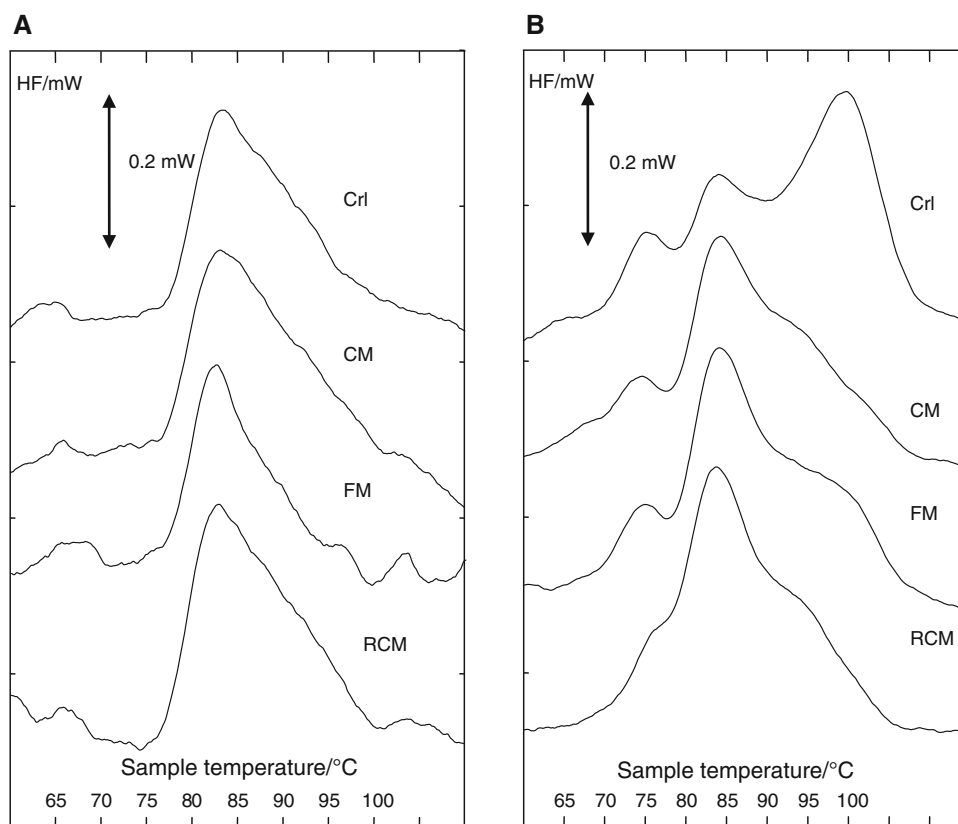 A
HF/mW
0.2 mW
Crl
CM
FM
RCM
Sample temperature/°C
65 70 75 80 85 90 95 100
B
HF/mW
0.2 mW
Crl
CM
FM
RCM
Sample temperature/°C
65 70 75 80 85 90 95 100